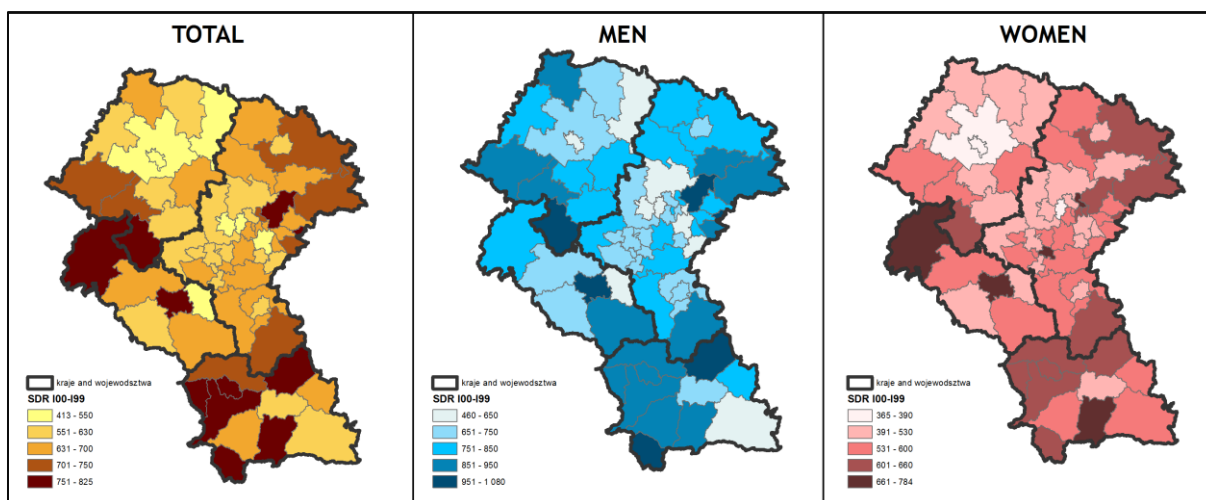 TOTAL
kraje and wojewodsztwa
SDR I00-I99
413 - 550
551 - 630
631 - 700
701 - 750
751 - 825
MEN
kraje and wojewodsztwa
SDR I00-I99
460 - 650
651 - 750
751 - 850
851 - 950
951 - 1 080
WOMEN
kraje and wojewodsztwa
SDR I00-I99
365 - 390
391 - 530
531 - 600
601 - 660
661 - 784